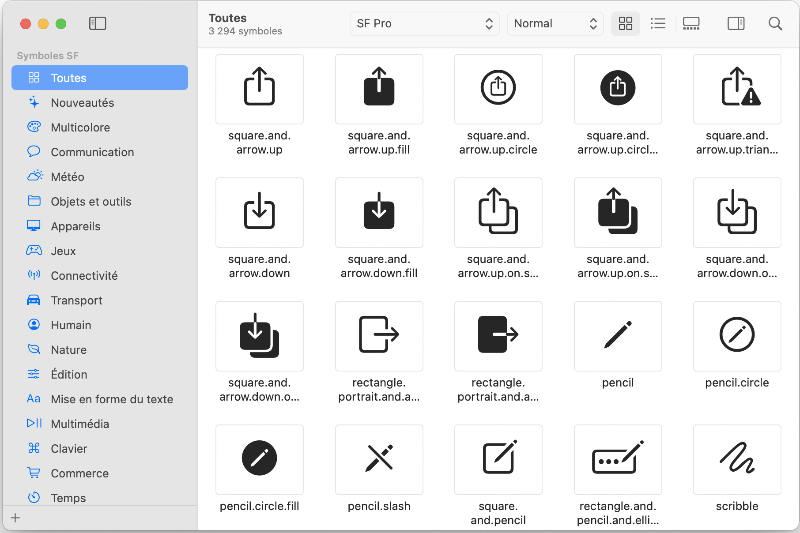 Toutes
3 294 symboles
SF Pro
Normal
Symboles SF
Toutes
Nouveautés
Multicolore
Communication
Météo
Objets et outils
Appareils
Jeux
Connectivité
Transport
Humain
Nature
Édition
Aa Mise en forme du texte
Multimédia
Clavier
Commerce
Temps
square.and.
arrow.up
square.and.
arrow.up.fill
square.and.
arrow.up.circle
square.and.
arrow.up.circl...
square.and.
arrow.up.trian...
square.and.
arrow.down
square.and.
arrow.down.fill
square.and.
arrow.up.on.s...
square.and.
arrow.up.on.s...
square.and.
arrow.down.o...
square.and.
arrow.down.o...
rectangle.
portrait.and.a...
rectangle.
portrait.and.a...
pencil
pencil.circle
pencil.circle.fill
pencil.slash
square.
and.pencil
rectangle.and.
pencil.and.elli...
scribble